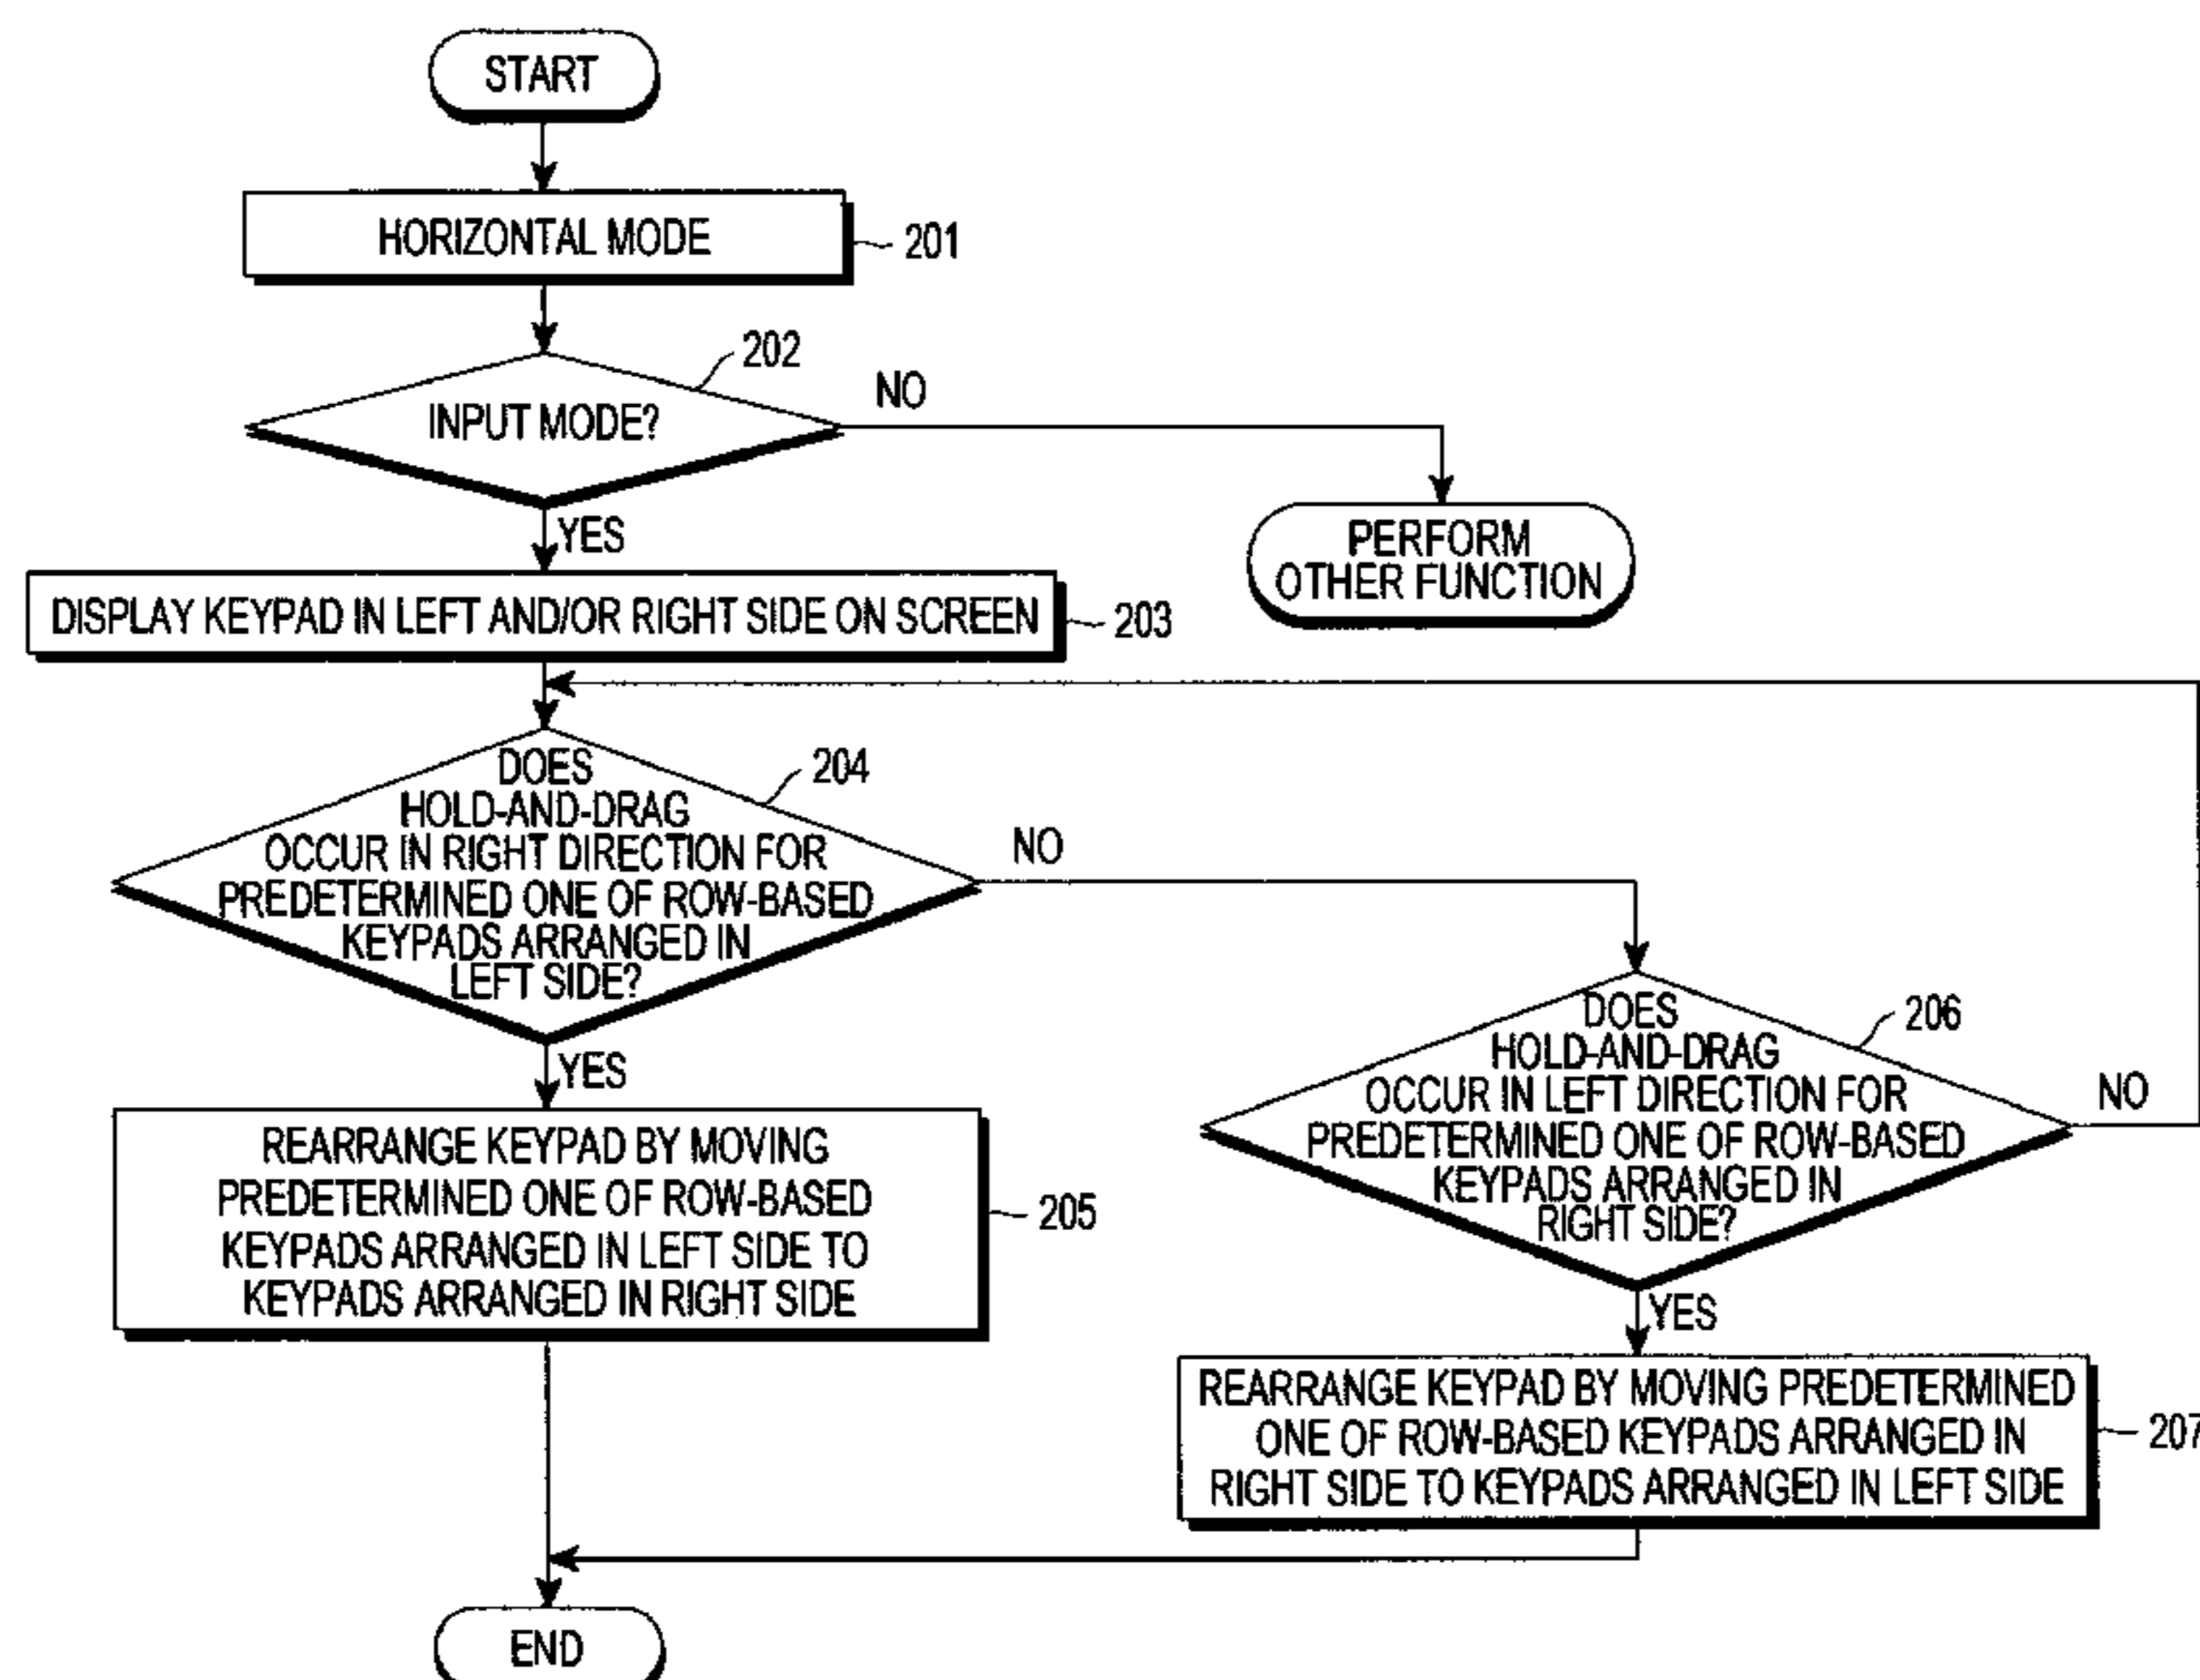 START
HORIZONTAL MODE
201
202
INPUT MODE?
NO
YES
PERFORM
OTHER FUNCTION
DISPLAY KEYPAD IN LEFT AND/OR RIGHT SIDE ON SCREEN
203
DOES
HOLD-AND-DRAG
OCCUR IN RIGHT DIRECTION FOR
PREDETERMINED ONE OF ROW-BASED
KEYPADS ARRANGED IN
LEFT SIDE?
204
NO
YES
DOES
HOLD-AND-DRAG
OCCUR IN LEFT DIRECTION FOR
PREDETERMINED ONE OF ROW-BASED
KEYPADS ARRANGED IN
RIGHT SIDE?
206
NO
YES
REARRANGE KEYPAD BY MOVING
PREDETERMINED ONE OF ROW-BASED
KEYPADS ARRANGED IN LEFT SIDE TO
KEYPADS ARRANGED IN RIGHT SIDE
205
REARRANGE KEYPAD BY MOVING PREDETERMINED
ONE OF ROW-BASED KEYPADS ARRANGED IN
RIGHT SIDE TO KEYPADS ARRANGED IN LEFT SIDE
207
END